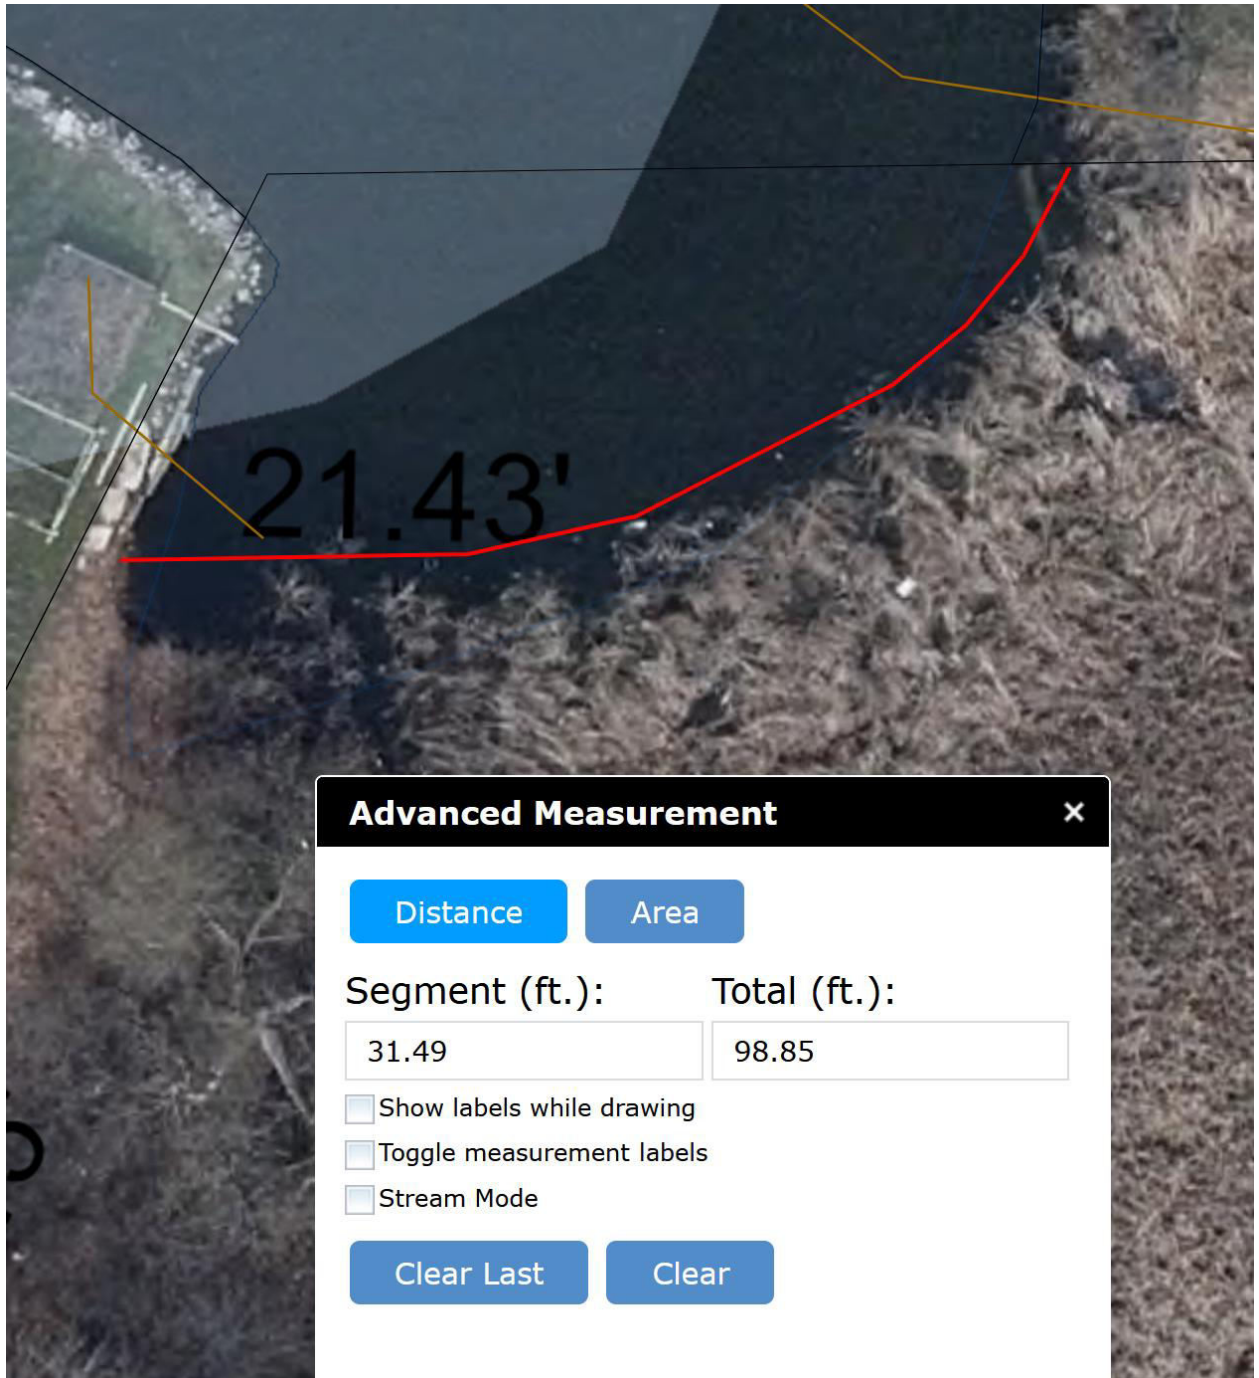 21.43'
Advanced Measurement ×
Distance Area
Segment (ft.): Total (ft.):
31.49 98.85
Show labels while drawing
Toggle measurement labels
Stream Mode
Clear Last Clear